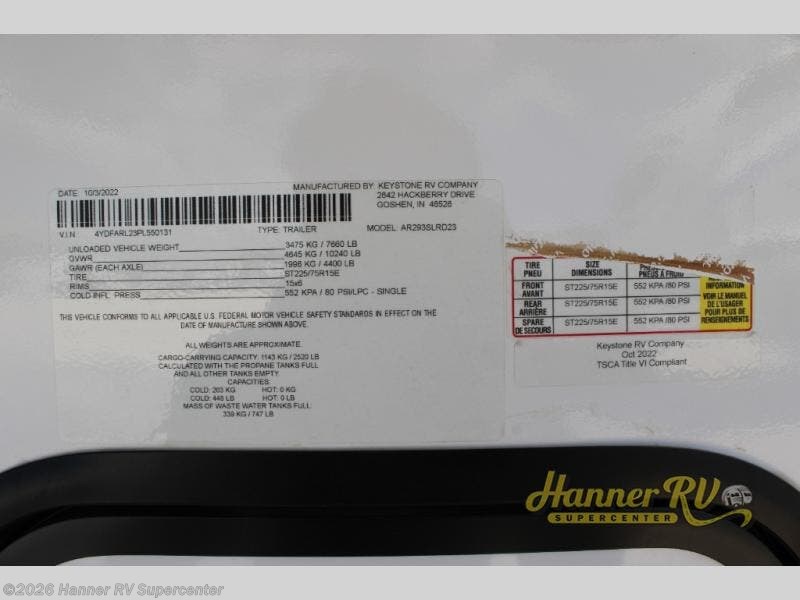 DATE: 10/3/2022
MANUFACTURED BY: KEYSTONE RV COMPANY
2642 HACKBERRY DRIVE
GOSHEN, IN 46526
V.I.N. 4YDFARL23PL550131 TYPE: TRAILER MODEL: AR293SLRD23
UNLOADED VEHICLE WEIGHT 3475 KG / 7660 LB
GVWR 4645 KG / 10240 LB
GAWR (EACH AXLE) 1996 KG / 4400 LB
TIRE ST225/75R15E
RIMS 15x6
COLD INFL. PRESS 552 KPA / 80 PSI/LPC - SINGLE
THIS VEHICLE CONFORMS TO ALL APPLICABLE U.S. FEDERAL MOTOR VEHICLE SAFETY STANDARDS IN EFFECT ON THE
DATE OF MANUFACTURE SHOWN ABOVE.
ALL WEIGHTS ARE APPROXIMATE.
CARGO-CARRYING CAPACITY: 1143 KG / 2520 LB
CALCULATED WITH THE PROPANE TANKS FULL
AND ALL OTHER TANKS EMPTY
CAPACITIES:
COLD: 203 KG HOT: 0 KG
COLD: 448 LB HOT: 0 LB
MASS OF WASTE WATER TANKS FULL:
339 KG / 747 LB
TIRE SIZE COLD TIRE
PNEU DIMENSIONS PNEUS À FROID
FRONT ST225/75R15E 552 KPA /80 PSI
AVANT
REAR ST225/75R15E 552 KPA /80 PSI
ARRIÈRE
SPARE ST225/75R15E 552 KPA /80 PSI
DE SECOURS
INFORMATION
VOIR LE MANUEL
DE L'USAGER
POUR PLUS DE
RENSEIGNEMENTS
Keystone RV Company
Oct 2022
TSCA Title VI Compliant
Hanner RV
SUPERCENTER
©2026 Hanner RV Supercenter